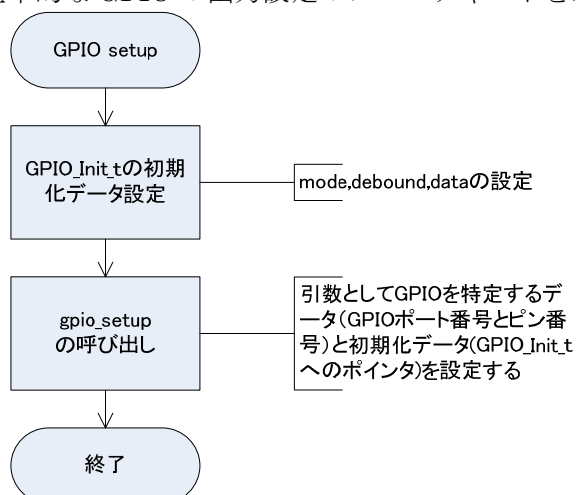 GPIO setup
GPIO_Init_tの初期
化データ設定
mode,debound,dataの設定
gpio_setup
の呼び出し
引数としてGPIOを特定するデ
ータ(GPIOポート番号とピン番
号)と初期化データ(GPIO_Init_t
へのポインタ)を設定する
終了